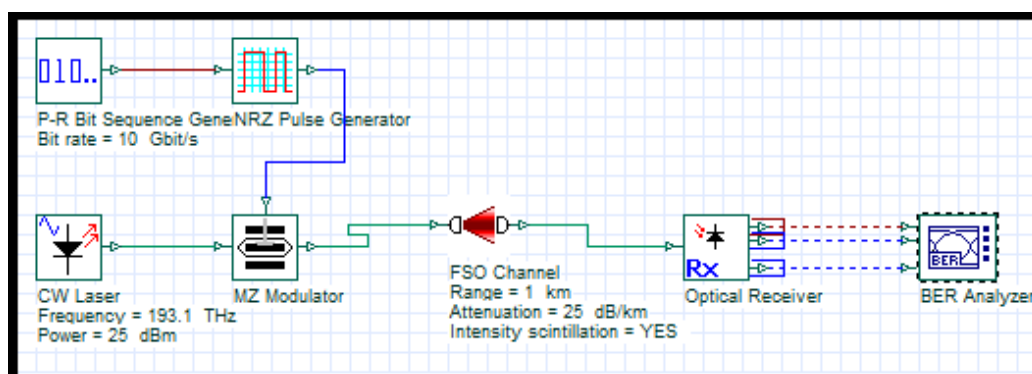 010..
P-R Bit Sequence Gene
NRZ Pulse Generator
Bit rate = 10 Gbit/s
CW Laser
Frequency = 193.1 THz
Power = 25 dBm
MZ Modulator
FSO Channel
Range = 1 km
Attenuation = 25 dB/km
Intensity scintillation = YES
Rx
Optical Receiver
BER
BER Analyzer